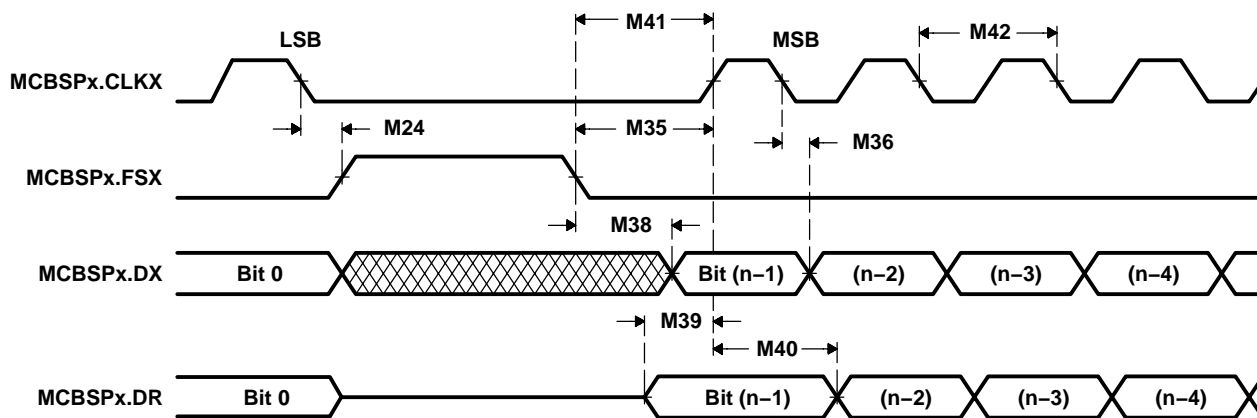 M41
LSB
MSB
M42
MCBSPx.CLKX
M24
M35
M36
MCBSPx.FSX
M38
MCBSPx.DX
Bit 0
Bit (n−1)
(n−2)
(n−3)
(n−4)
M39
M40
MCBSPx.DR
Bit 0
Bit (n−1)
(n−2)
(n−3)
(n−4)